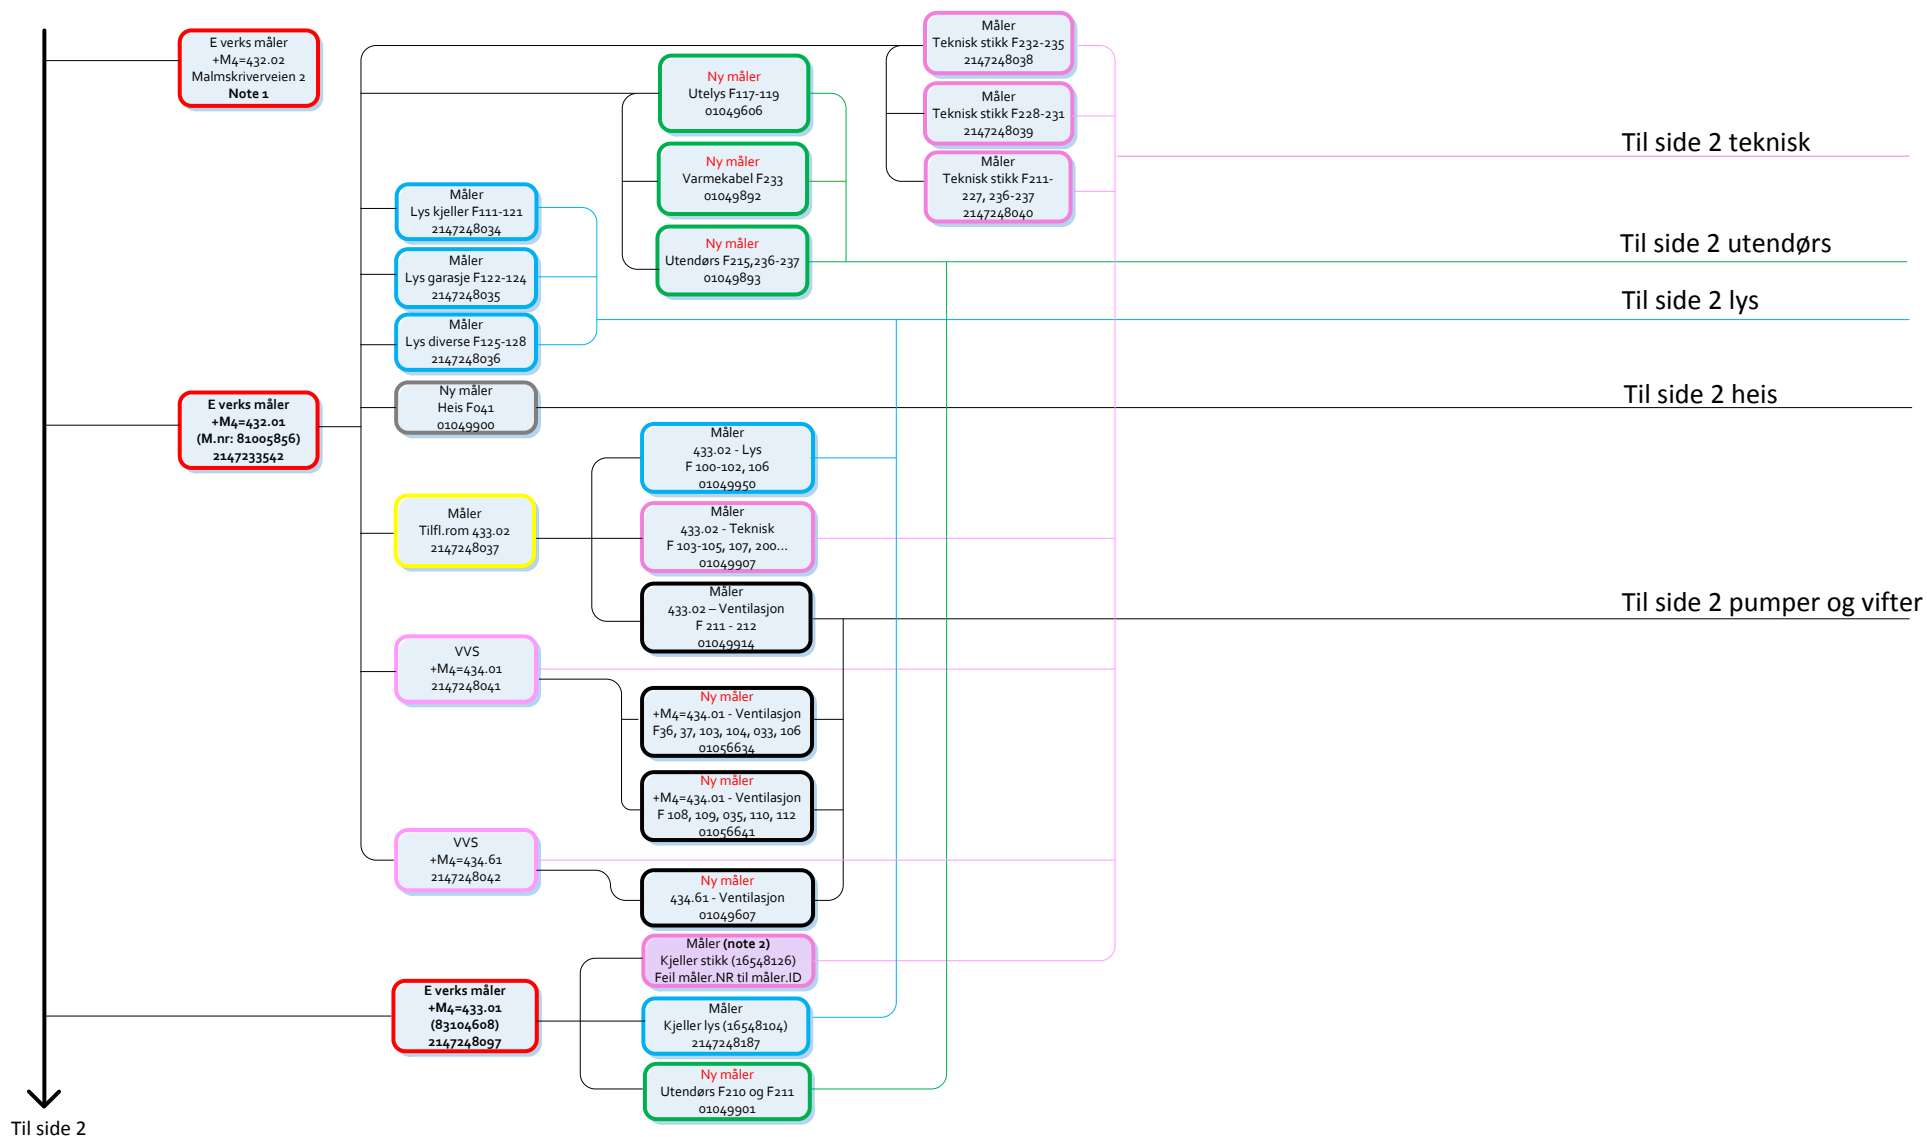 E verks måler
+M4=432.02
Malmskriverveien 2
Note 1
E verks måler
+M4=432.01
(M.nr: 81005856)
2147233542
Måler
Lys kjeller F111-121
2147248034
Måler
Lys garasje F122-124
2147248035
Måler
Lys diverse F125-128
2147248036
Ny måler
Heis F041
01049900
Måler
Tilfl.rom 433.02
2147248037
VVS
+M4=434.01
2147248041
VVS
+M4=434.61
2147248042
E verks måler
+M4=433.01
(83104608)
2147248097
Ny måler
Utelys F117-119
01049606
Ny måler
Varmekabel F233
01049892
Ny måler
Utendørs F215,236-237
01049893
Måler
433.02 - Lys
F 100-102, 106
01049950
Måler
433.02 - Teknisk
F 103-105, 107, 200...
01049907
Måler
433.02 – Ventilasjon
F 211 - 212
01049914
Ny måler
+M4=434.01 - Ventilasjon
F36, 37, 103, 104, 033, 106
01056634
Ny måler
+M4=434.01 - Ventilasjon
F 108, 109, 035, 110, 112
01056641
Ny måler
434.61 - Ventilasjon
01049607
Måler (note 2)
Kjeller stikk (16548126)
Feil måler.NR til måler.ID
Måler
Kjeller lys (16548104)
2147248187
Ny måler
Utendørs F210 og F211
01049901
Måler
Teknisk stikk F232-235
2147248038
Måler
Teknisk stikk F228-231
2147248039
Måler
Teknisk stikk F211-
227, 236-237
2147248040
Til side 2 teknisk
Til side 2 utendørs
Til side 2 lys
Til side 2 heis
Til side 2 pumper og vifter
Til side 2